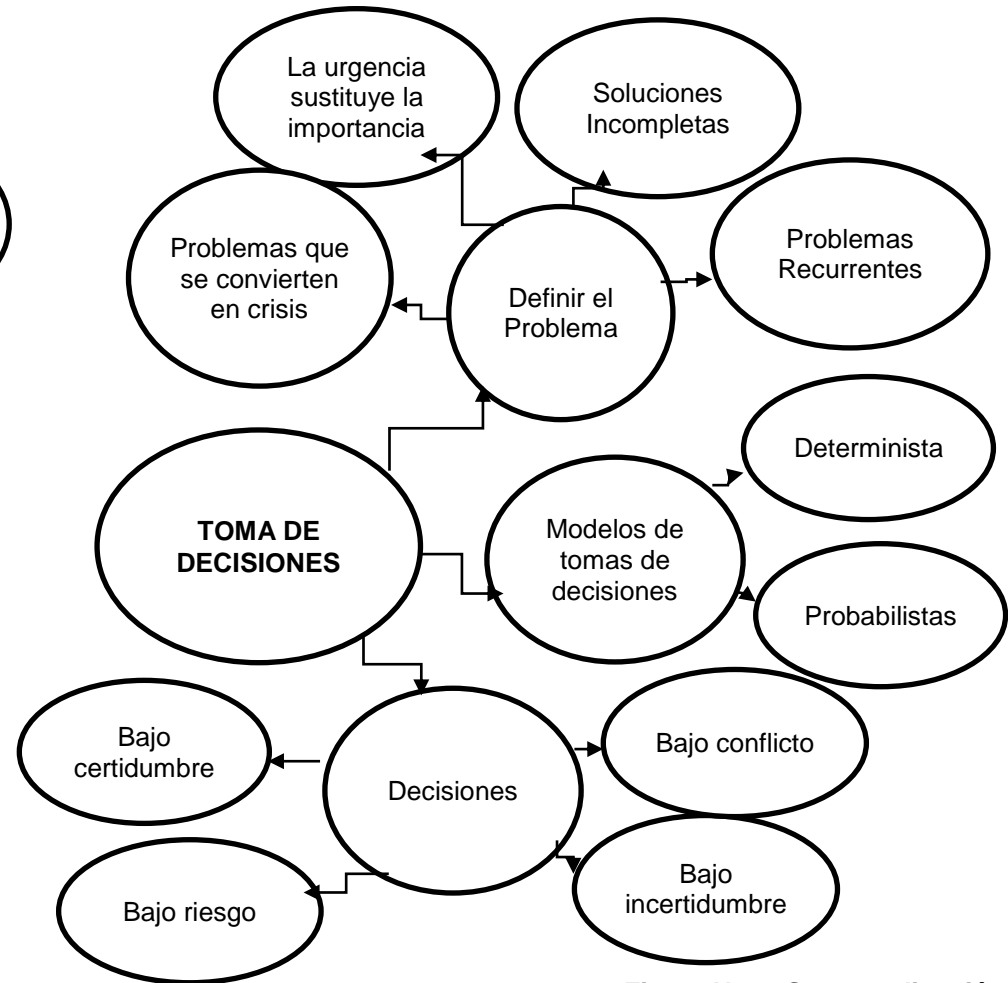 La urgencia
sustituye la
importancia
Soluciones
Incompletas
Problemas que
se convierten
en crisis
Definir el
Problema
Problemas
Recurrentes
Determinista
TOMA DE
DECISIONES
Modelos de
tomas de
decisiones
Probabilistas
Bajo
certidumbre
Bajo conflicto
Decisiones
Bajo riesgo
Bajo
incertidumbre